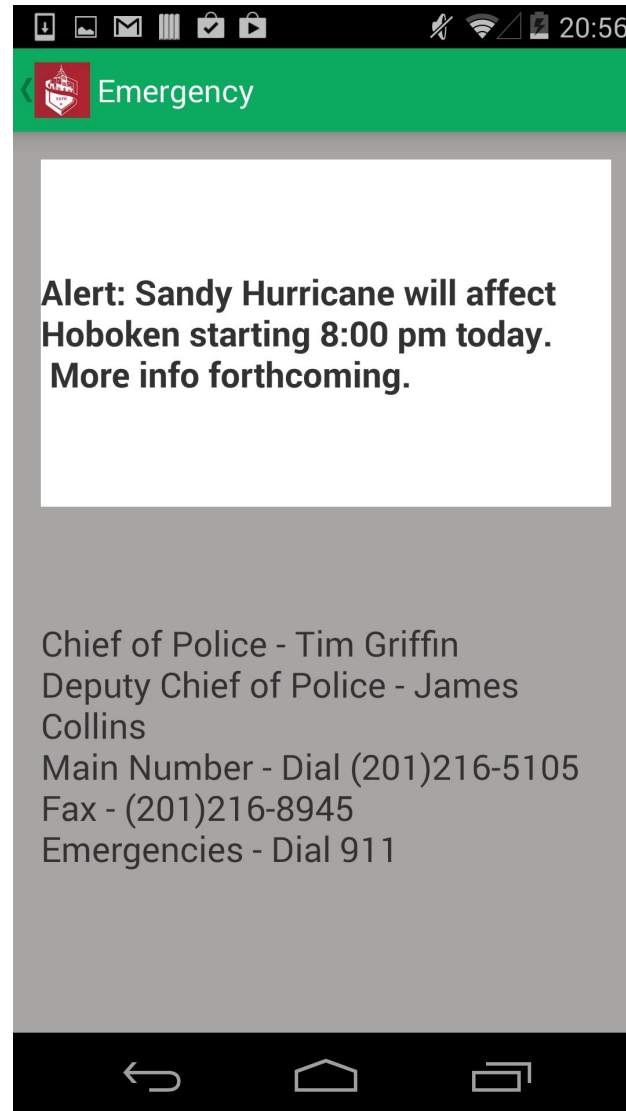 20:56
Emergency
Alert: Sandy Hurricane will affect
Hoboken starting 8:00 pm today.
More info forthcoming.
Chief of Police - Tim Griffin
Deputy Chief of Police - James
Collins
Main Number - Dial (201)216-5105
Fax - (201)216-8945
Emergencies - Dial 911